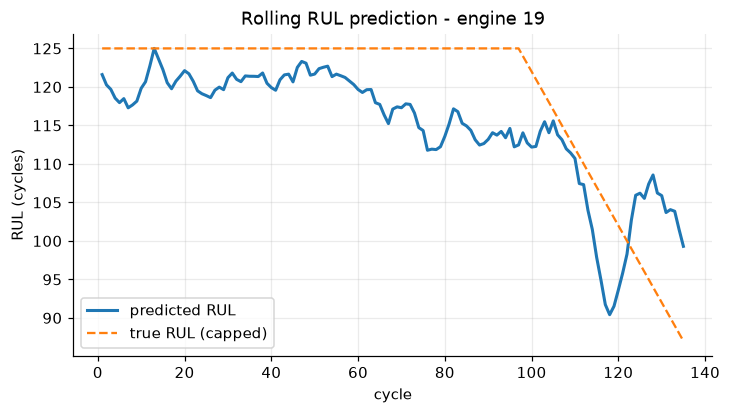 Rolling RUL prediction - engine 19
RUL (cycles)
125
120
115
110
105
100
95
90
predicted RUL
true RUL (capped)
0 20 40 60 80 100 120 140
cycle